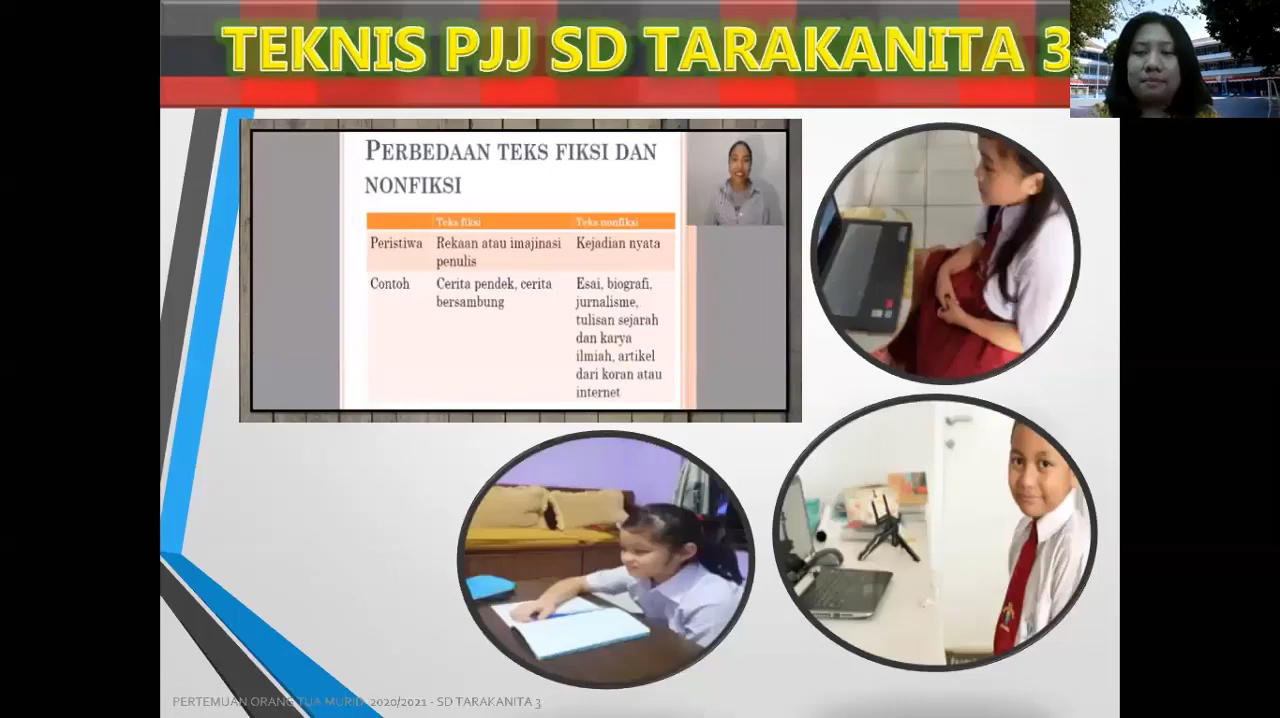 TEKNIS PJJ SD TARAKANITA 3
PERBEDAAN TEKS FIKSI DAN
NONFIKSI
Teks fiksi
Teks nonfiksi
Peristiwa
Rekaan atau imajinasi
penulis
Kejadian nyata
Contoh
Cerita pendek, cerita
bersambung
Esai, biografi,
jurnalisme,
tulisan sejarah
dan karya
ilmiah, artikel
dari koran atau
internet
PERTEMUAN ORANG TUA MURID 2020/2021 - SD TARAKANITA 3